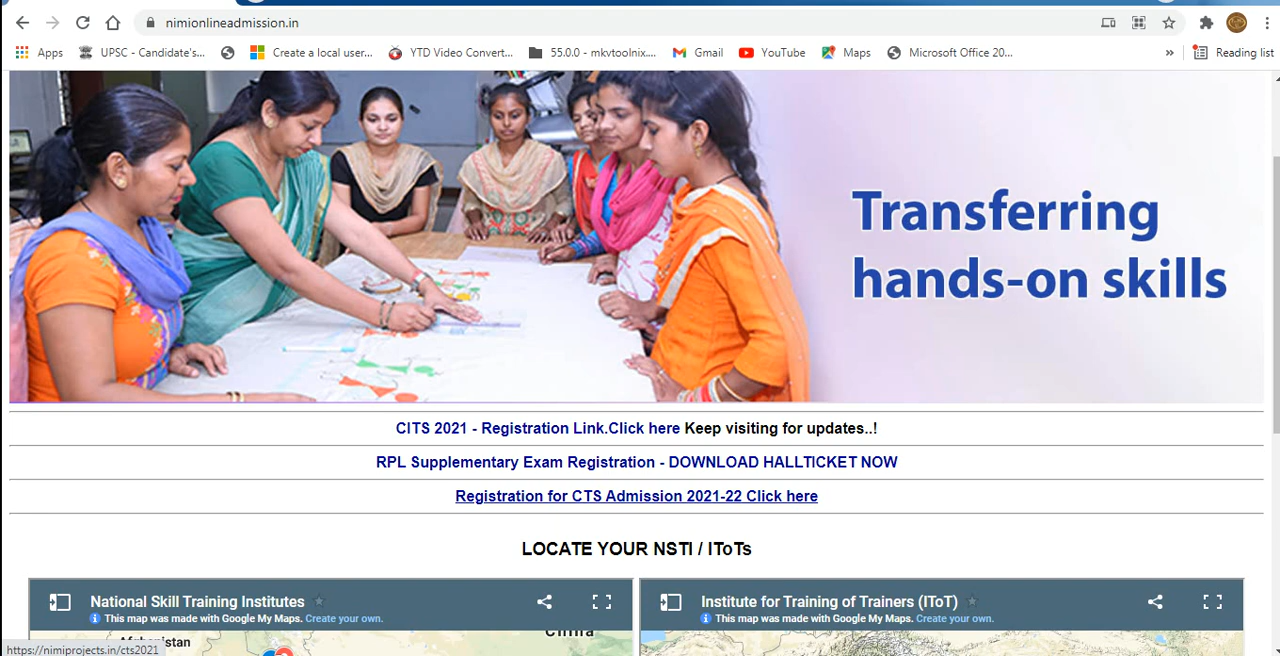 nimionlineadmission.in
Apps UPSC - Candidate's... Create a local user... YTD Video Convert... 55.0.0 - mkvtoolnix.... Gmail YouTube Maps Microsoft Office 20... » Reading list
Transferring
hands-on skills
CITS 2021 - Registration Link.Click here Keep visiting for updates..!
RPL Supplementary Exam Registration - DOWNLOAD HALLTICKET NOW
Registration for CTS Admission 2021-22 Click here
LOCATE YOUR NSTI / IToTs
National Skill Training Institutes
This map was made with Google My Maps. Create your own.
Institute for Training of Trainers (IToT)
This map was made with Google My Maps. Create your own.
Afghanistan
China
https://nimiprojects.in/cts2021